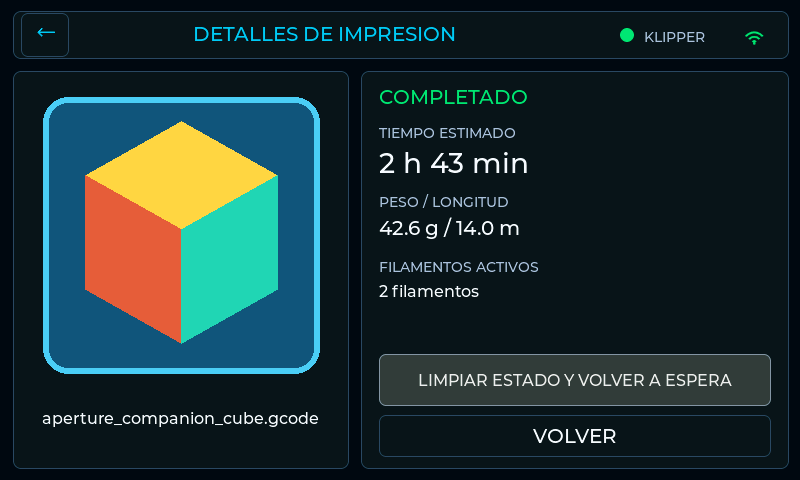 ←
DETALLES DE IMPRESION
KLIPPER
COMPLETADO
TIEMPO ESTIMADO
2 h 43 min
PESO / LONGITUD
42.6 g / 14.0 m
FILAMENTOS ACTIVOS
2 filamentos
LIMPIAR ESTADO Y VOLVER A ESPERA
VOLVER
aperture_companion_cube.gcode